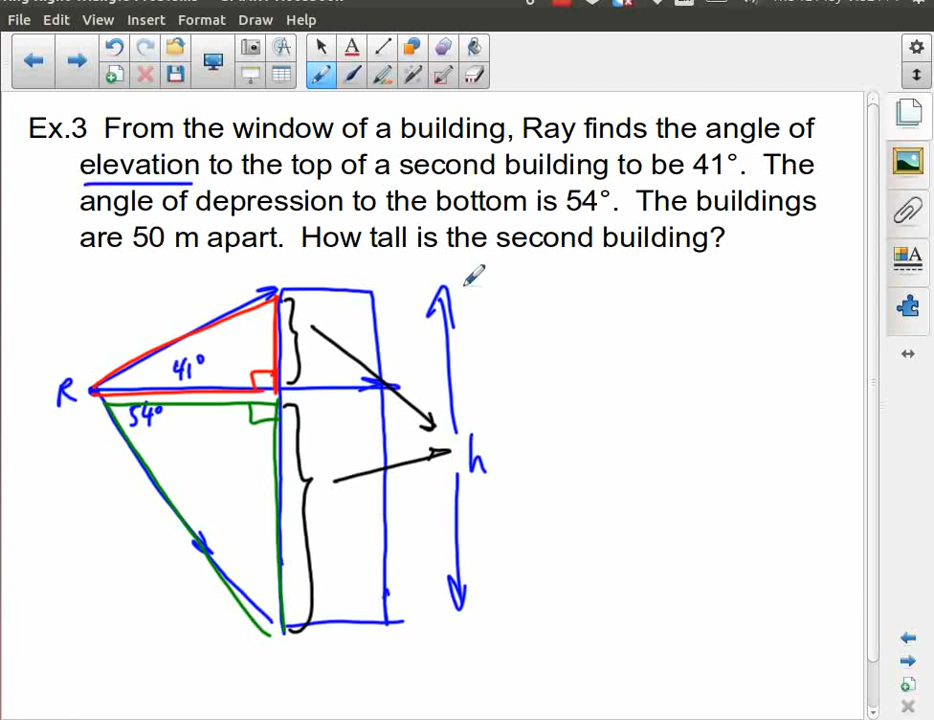 File Edit View Insert Format Draw Help
Ex.3 From the window of a building, Ray finds the angle of
elevation to the top of a second building to be 41°. The
angle of depression to the bottom is 54°. The buildings
are 50 m apart. How tall is the second building?
41°
R
54°
h